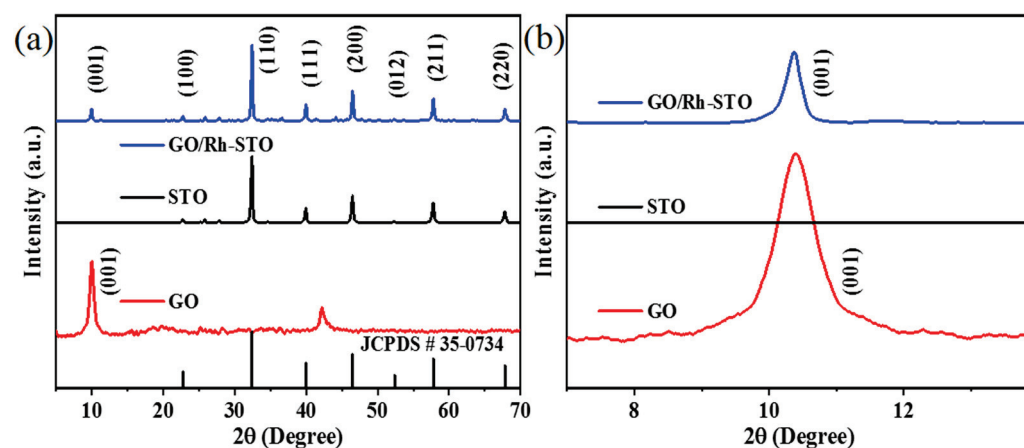 (a)
(001)
(100)
(110)
(111)
(200)
(012)
(211)
(220)
GO/Rh-STO
STO
(001)
GO
JCPDS # 35-0734
Intensity (a.u.)
10 20 30 40 50 60 70
2θ (Degree)
(b)
(001)
GO/Rh-STO
STO
(001)
GO
Intensity (a.u.)
8 10 12
2θ (Degree)